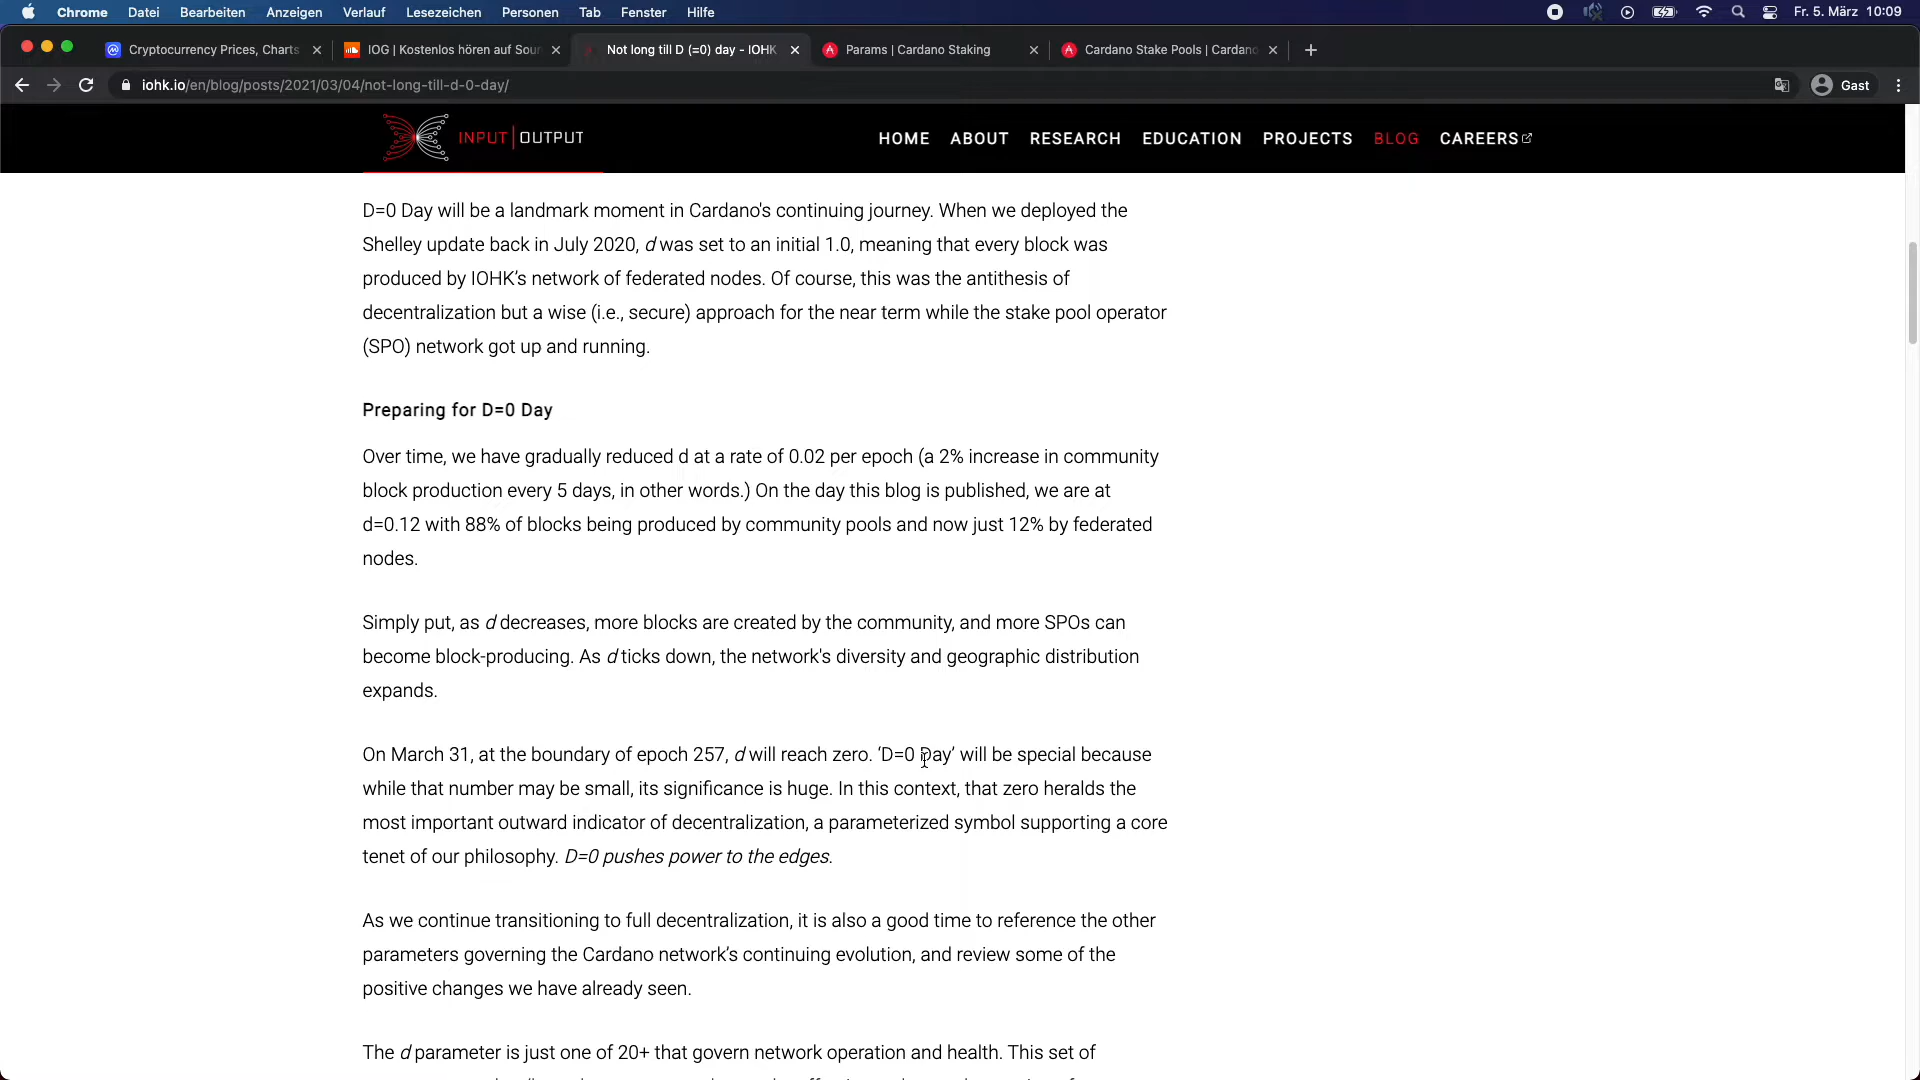 Chrome Datei Bearbeiten Anzeigen Verlauf Lesezeichen Personen Tab Fenster Hilfe Fr. 5. März 10:09
Cryptocurrency Prices, Charts IOG | Kostenlos hören auf Soun Not long till D (=0) day - IOHK Params | Cardano Staking Cardano Stake Pools | Cardano
iohk.io/en/blog/posts/2021/03/04/not-long-till-d-0-day/ Gast
INPUT|OUTPUT HOME ABOUT RESEARCH EDUCATION PROJECTS BLOG CAREERS
D=0 Day will be a landmark moment in Cardano's continuing journey. When we deployed the
Shelley update back in July 2020, d was set to an initial 1.0, meaning that every block was
produced by IOHK’s network of federated nodes. Of course, this was the antithesis of
decentralization but a wise (i.e., secure) approach for the near term while the stake pool operator
(SPO) network got up and running.
Preparing for D=0 Day
Over time, we have gradually reduced d at a rate of 0.02 per epoch (a 2% increase in community
block production every 5 days, in other words.) On the day this blog is published, we are at
d=0.12 with 88% of blocks being produced by community pools and now just 12% by federated
nodes.
Simply put, as d decreases, more blocks are created by the community, and more SPOs can
become block-producing. As d ticks down, the network's diversity and geographic distribution
expands.
On March 31, at the boundary of epoch 257, d will reach zero. ‘D=0 Day’ will be special because
while that number may be small, its significance is huge. In this context, that zero heralds the
most important outward indicator of decentralization, a parameterized symbol supporting a core
tenet of our philosophy. D=0 pushes power to the edges.
As we continue transitioning to full decentralization, it is also a good time to reference the other
parameters governing the Cardano network’s continuing evolution, and review some of the
positive changes we have already seen.
The d parameter is just one of 20+ that govern network operation and health. This set of